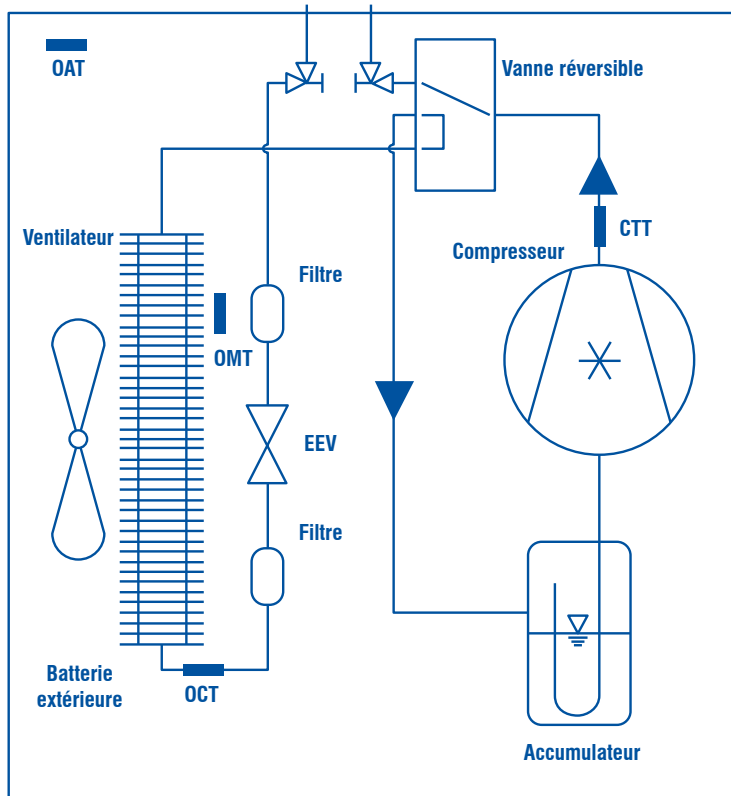 OAT
Vanne réversible
Ventilateur
CTT
Compresseur
Filtre
OMT
EEV
Filtre
Batterie
extérieure
OCT
Accumulateur